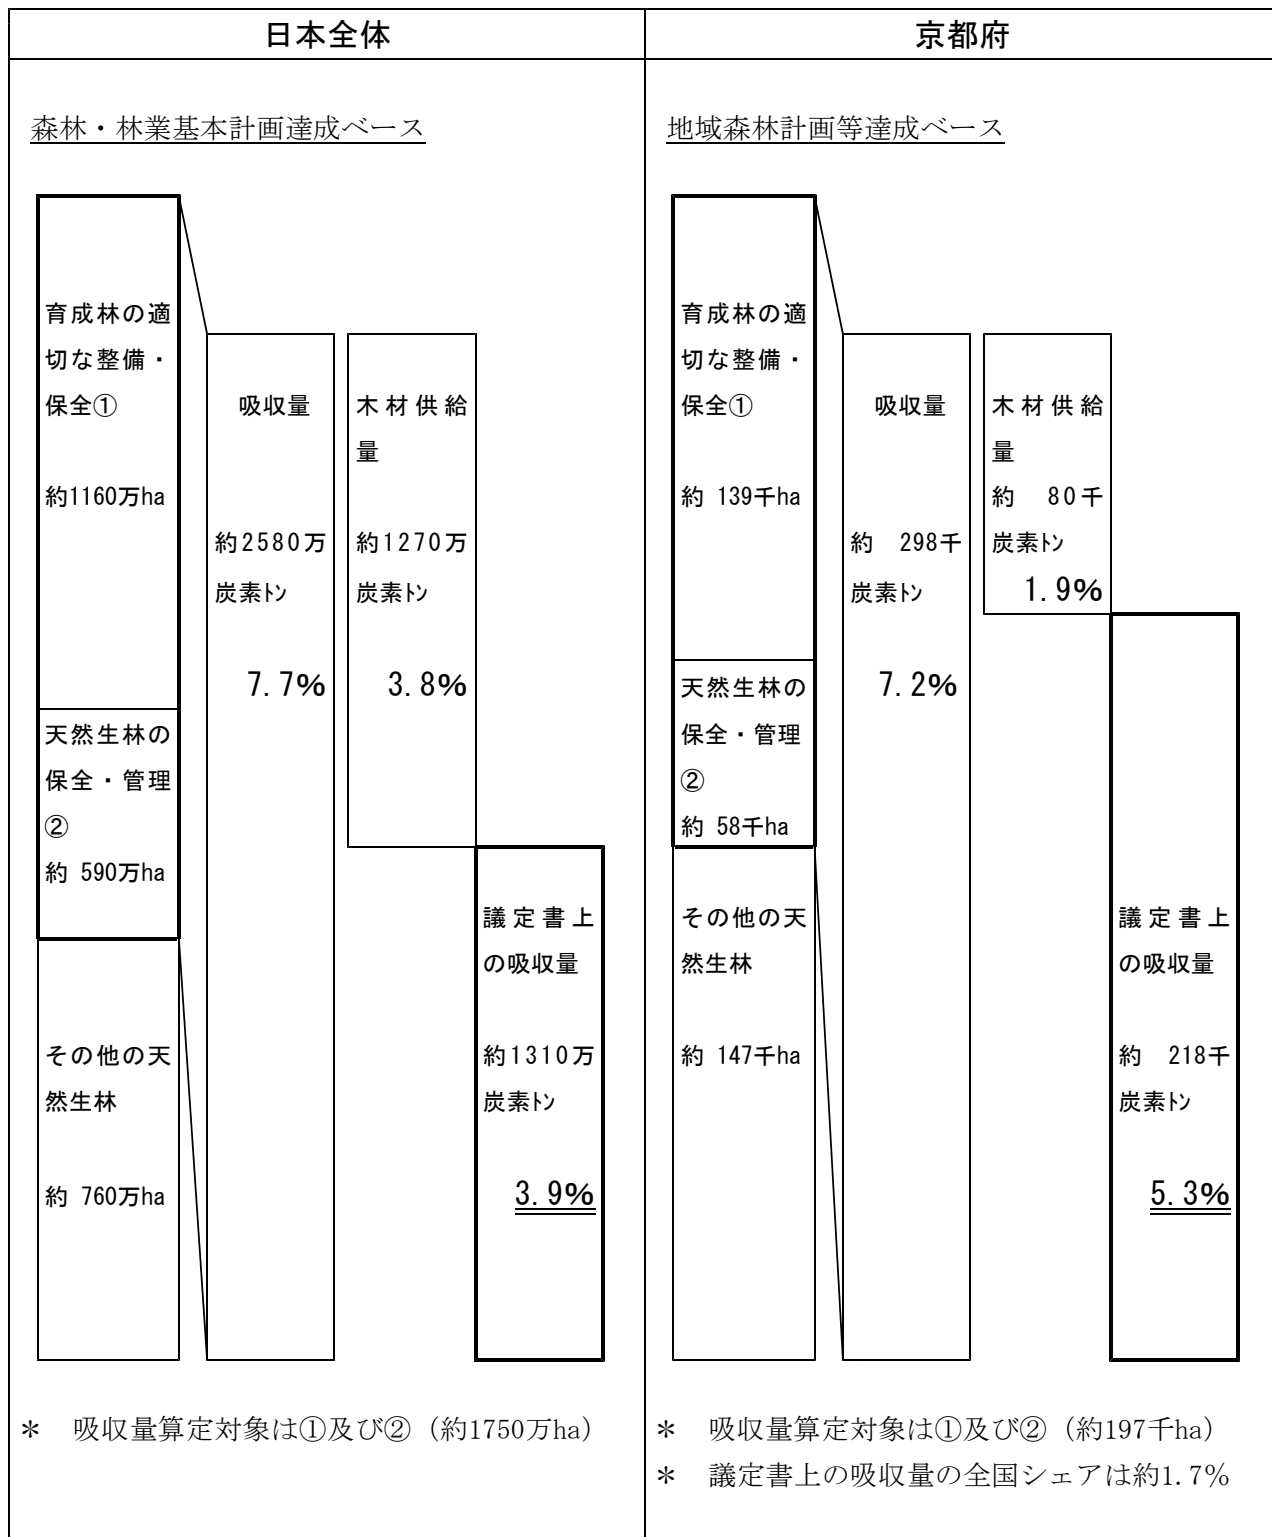 日本全体
森林・林業基本計画達成ベース
育成林の適
切な整備・
保全①
約1160万ha
天然生林の
保全・管理
②
約 590万ha
その他の天
然生林
約 760万ha
吸収量
約2580万
炭素㌧
7.7%
木材供給
量
約1270万
炭素㌧
3.8%
議定書上
の吸収量
約1310万
炭素㌧
3.9%
＊　吸収量算定対象は①及び②（約1750万ha）
京都府
地域森林計画等達成ベース
育成林の適
切な整備・
保全①
約 139千ha
天然生林の
保全・管理
②
約 58千ha
その他の天
然生林
約 147千ha
吸収量
約　298千
炭素㌧
7.2%
木材供給
量
約　80千
炭素㌧
1.9%
議定書上
の吸収量
約　218千
炭素㌧
5.3%
＊　吸収量算定対象は①及び②（約197千ha）
＊　議定書上の吸収量の全国シェアは約1.7%